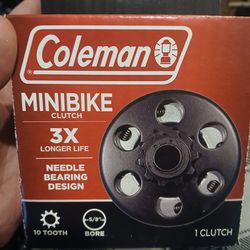 Coleman
MINIBIKE
CLUTCH
3X
LONGER LIFE
NEEDLE
BEARING
DESIGN
5/8"
10 TOOTH
BORE
1 CLUTCH